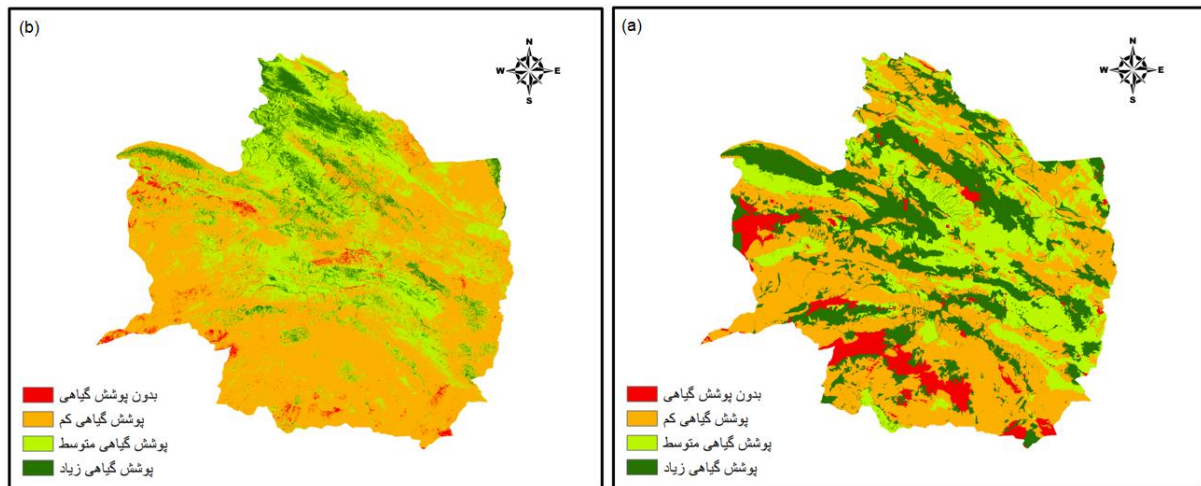 (b)
N
W E
S
بدون پوشش گیاهی
پوشش گیاهی کم
پوشش گیاهی متوسط
پوشش گیاهی زیاد
(a)
N
W E
S
بدون پوشش گیاهی
پوشش گیاهی کم
پوشش گیاهی متوسط
پوشش گیاهی زیاد